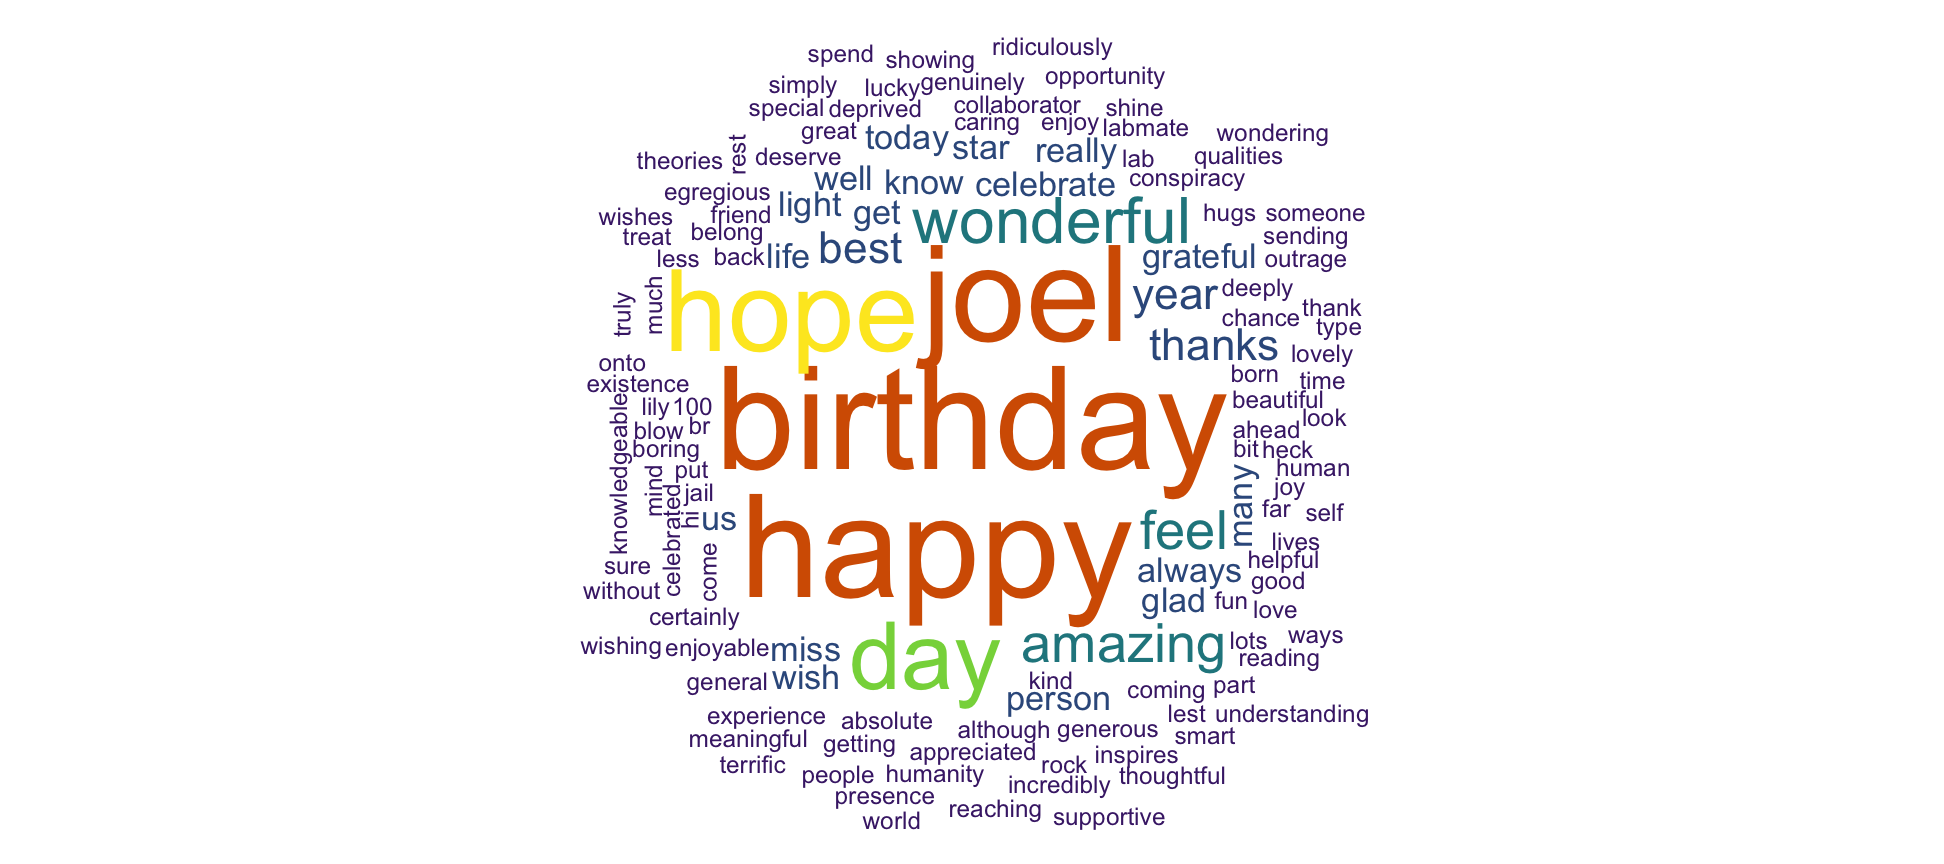 spend showing ridiculously
simply lucky genuinely opportunity
special deprived collaborator shine
great today caring enjoy labmate wondering
theories rest deserve star really lab qualities
egregious well know celebrate conspiracy
wishes friend light get wonderful hugs someone
treat belong sending
less back life best grateful outrage
truly much hope joel year deeply
chance thank
type
onto thanks lovely
existence birthday born time
lily 100 beautiful
blow br ahead look
knowledgeable boring bit heck
mind put many human
celebrated jail joy
hi us happy feel far self
lives
sure come always helpful
without glad good
certainly fun love
wishing enjoyable miss day amazing lots ways
reading
general wish kind
person coming part
experience absolute although generous lest understanding
meaningful getting appreciated smart
terrific people humanity rock inspires
incredibly thoughtful
presence reaching supportive
world